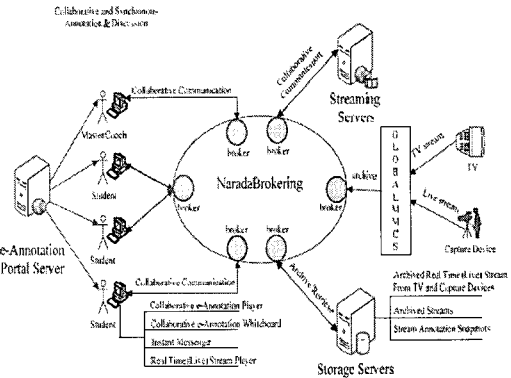 Collaborative and Synchronous
Annotation & Discussion
Collaborative Communication
MasterCoach
Student
Student
Student
e-Annotation
Portal Server
Collaborative Communication
Collaborative e-Annotation Player
Collaborative e-Annotation Whiteboard
Instant Messenger
Real Time(Live) Stream Player
broker
broker
broker
NaradaBrokering
broker
broker
broker
Collaborative
Communication
Streaming
Servers
archive
GLOBALMMCS
TV stream
TV
Live stream
Capture Device
Archive Retrieve
Storage Servers
Archived Real Time(Live) Stream
From TV and Capture Devices
Archived Streams
Stream Annotation Snapshots